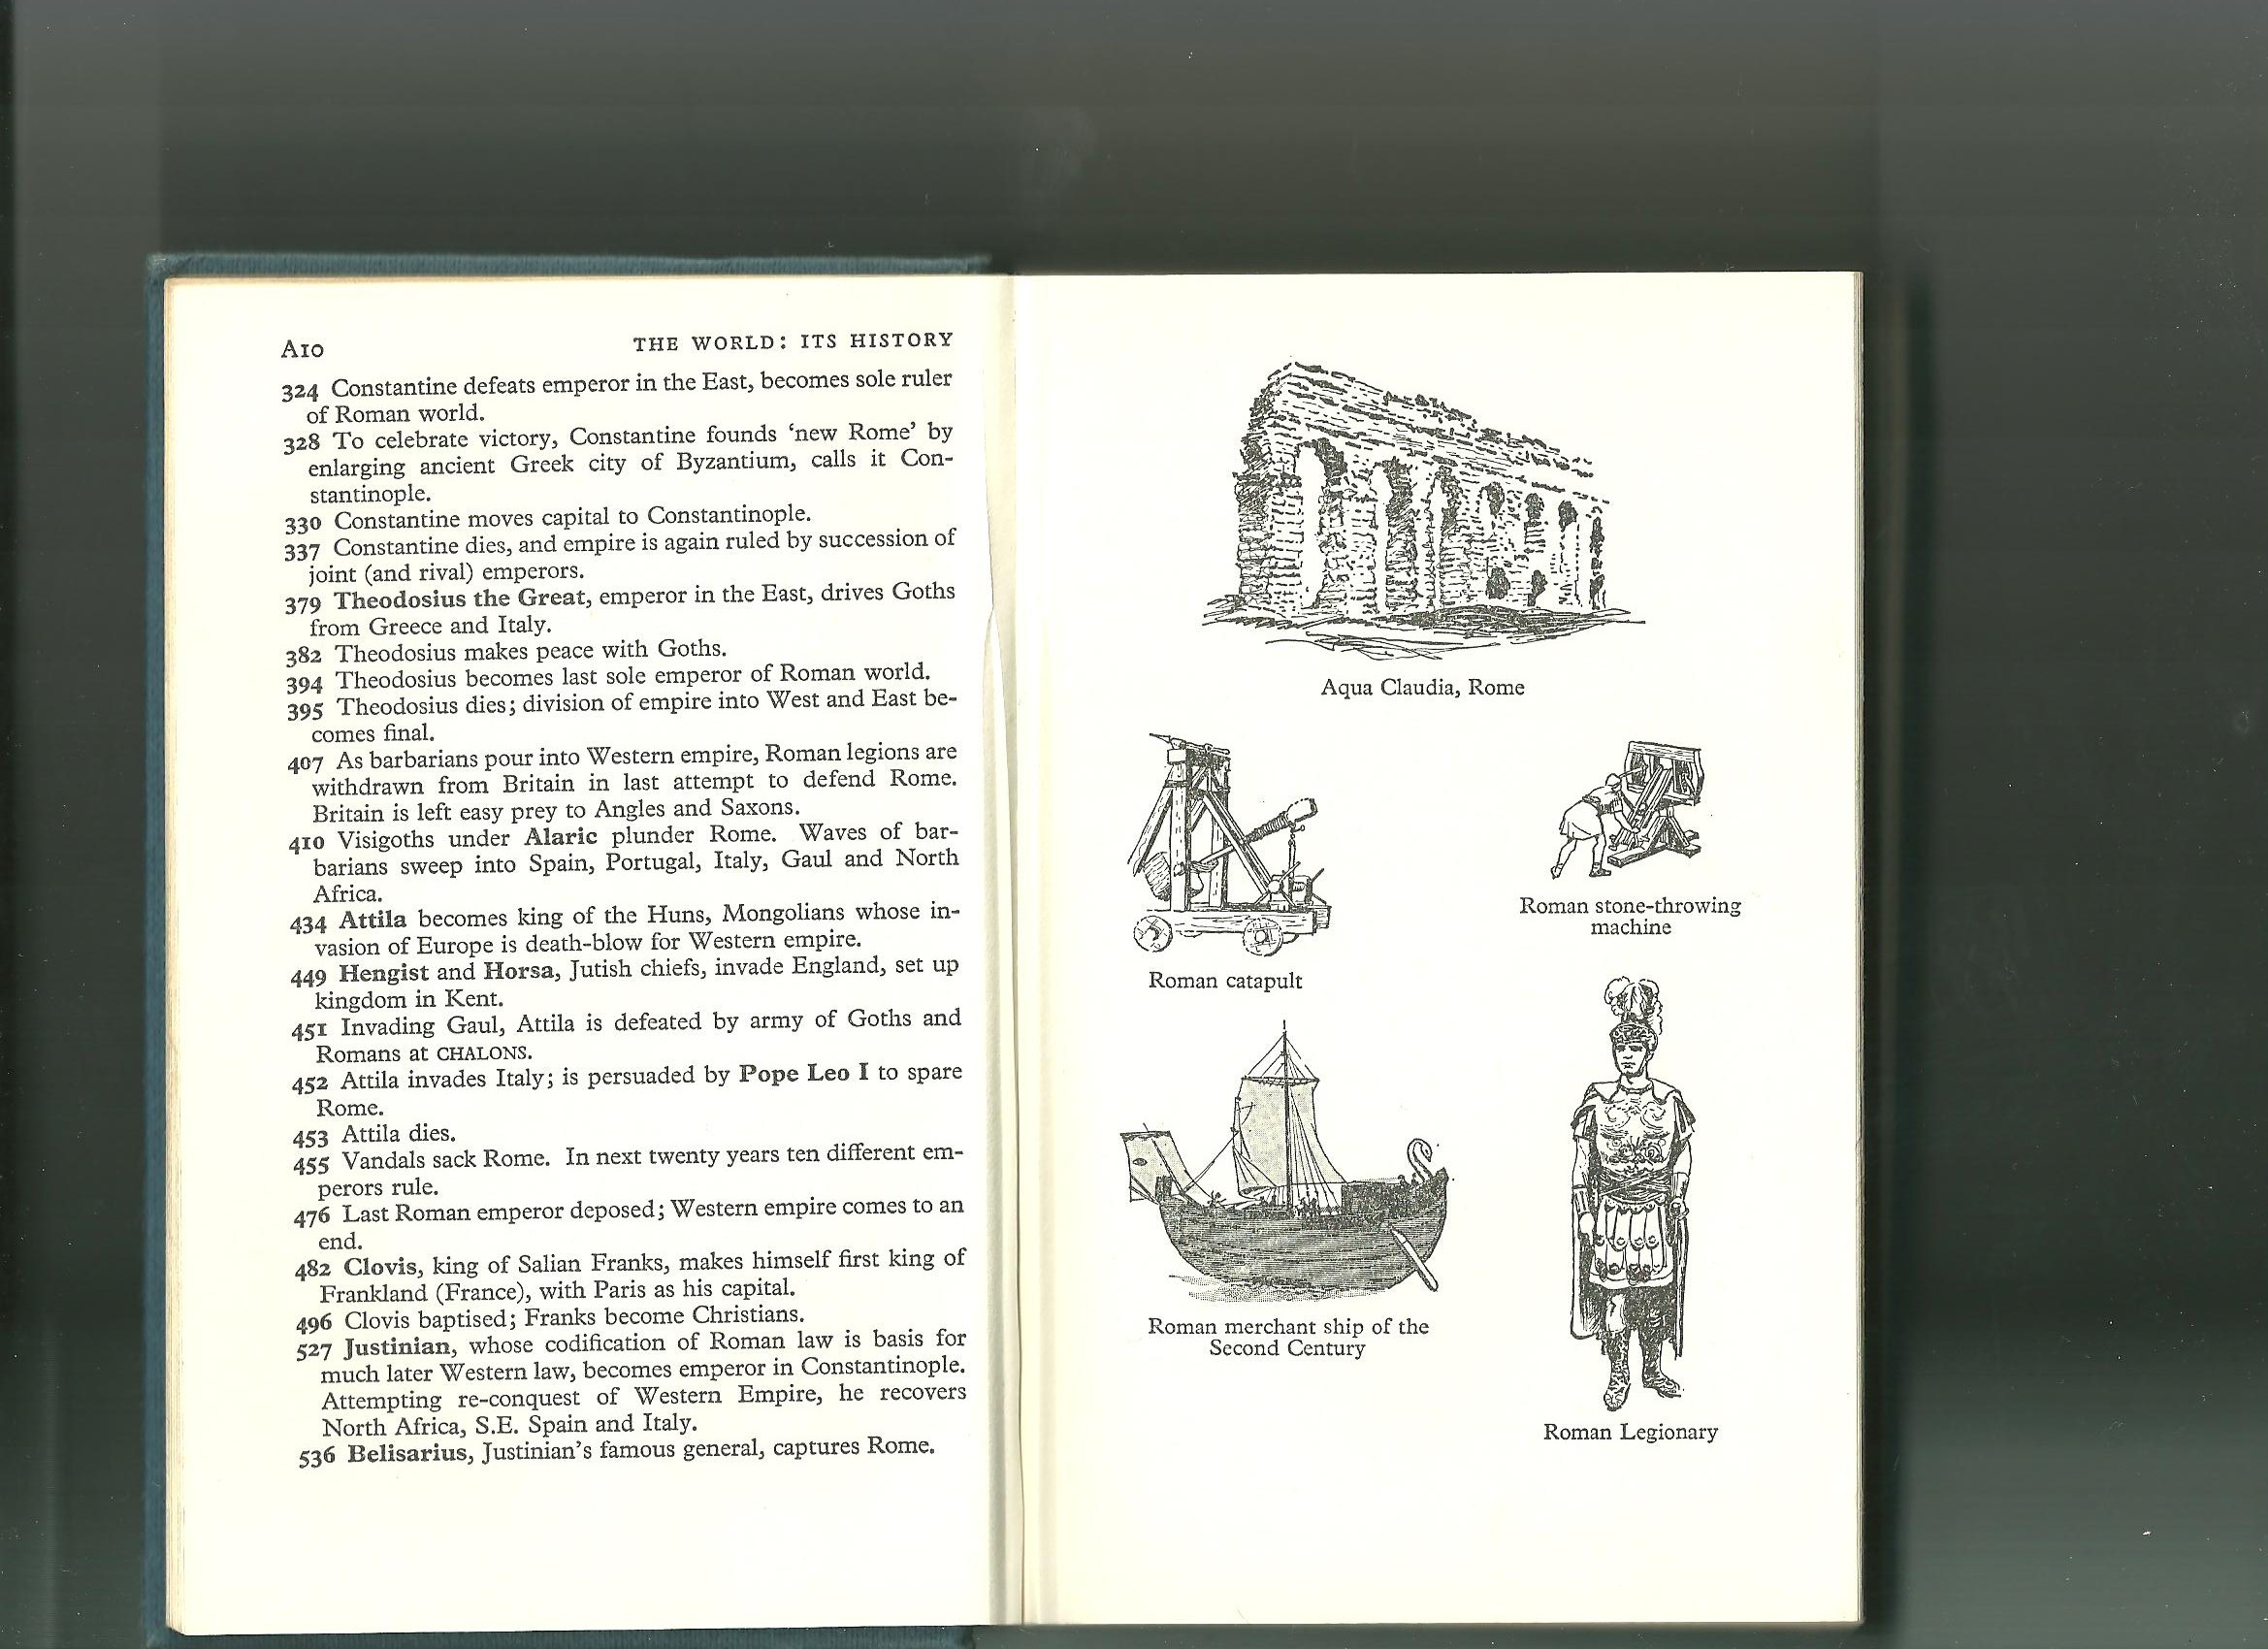 A10 THE WORLD: ITS HISTORY
324 Constantine defeats emperor in the East, becomes sole ruler
of Roman world.
328 To celebrate victory, Constantine founds ‘new Rome’ by
enlarging ancient Greek city of Byzantium, calls it Con-
stantinople.
330 Constantine moves capital to Constantinople.
337 Constantine dies, and empire is again ruled by succession of
joint (and rival) emperors.
379 Theodosius the Great, emperor in the East, drives Goths
from Greece and Italy.
382 Theodosius makes peace with Goths.
394 Theodosius becomes last sole emperor of Roman world.
395 Theodosius dies; division of empire into West and East be-
comes final.
407 As barbarians pour into Western empire, Roman legions are
withdrawn from Britain in last attempt to defend Rome.
Britain is left easy prey to Angles and Saxons.
410 Visigoths under Alaric plunder Rome. Waves of bar-
barians sweep into Spain, Portugal, Italy, Gaul and North
Africa.
434 Attila becomes king of the Huns, Mongolians whose in-
vasion of Europe is death-blow for Western empire.
449 Hengist and Horsa, Jutish chiefs, invade England, set up
kingdom in Kent.
451 Invading Gaul, Attila is defeated by army of Goths and
Romans at CHALONS.
452 Attila invades Italy; is persuaded by Pope Leo I to spare
Rome.
453 Attila dies.
455 Vandals sack Rome. In next twenty years ten different em-
perors rule.
476 Last Roman emperor deposed; Western empire comes to an
end.
482 Clovis, king of Salian Franks, makes himself first king of
Frankland (France), with Paris as his capital.
496 Clovis baptised; Franks become Christians.
527 Justinian, whose codification of Roman law is basis for
much later Western law, becomes emperor in Constantinople.
Attempting re-conquest of Western Empire, he recovers
North Africa, S.E. Spain and Italy.
536 Belisarius, Justinian’s famous general, captures Rome.
Aqua Claudia, Rome
Roman catapult
Roman stone-throwing
machine
Roman merchant ship of the
Second Century
Roman Legionary